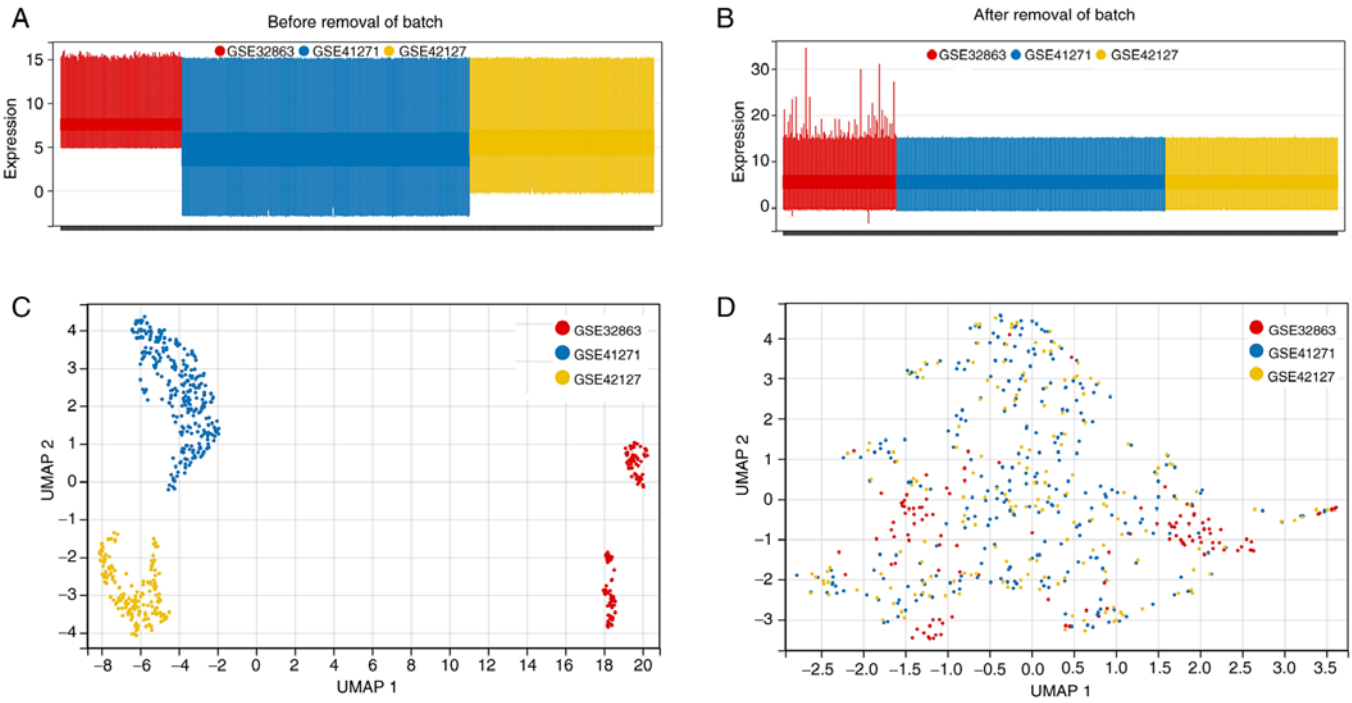 A
Before removal of batch
GSE32863 GSE41271 GSE42127
Expression
15
10
5
0
B
After removal of batch
GSE32863 GSE41271 GSE42127
Expression
30
20
10
0
C
GSE32863
GSE41271
GSE42127
UMAP 2
4
3
2
1
0
−1
−2
−3
−4
−8 −6 −4 −2 0 2 4 6 8 10 12 14 16 18 20
UMAP 1
D
GSE32863
GSE41271
GSE42127
UMAP 2
4
3
2
1
0
−1
−2
−3
−2.5 −2.0 −1.5 −1.0 −0.5 0.0 0.5 1.0 1.5 2.0 2.5 3.0 3.5
UMAP 1